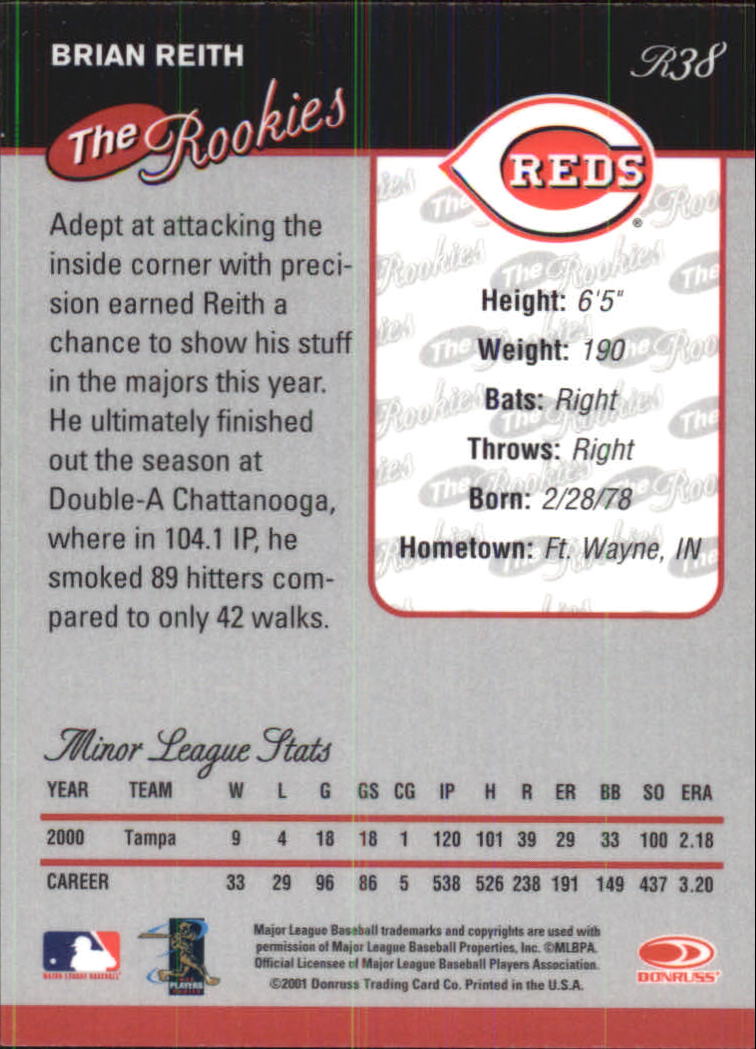 BRIAN REITH
R38
The Rookies
REDS
®
Adept at attacking the
inside corner with preci-
sion earned Reith a
chance to show his stuff
in the majors this year.
He ultimately finished
out the season at
Double-A Chattanooga,
where in 104.1 IP, he
smoked 89 hitters com-
pared to only 42 walks.
Height: 6'5"
Weight: 190
Bats: Right
Throws: Right
Born: 2/28/78
Hometown: Ft. Wayne, IN
Minor League Stats
YEAR TEAM W L G GS CG IP H R ER BB SO ERA
2000 Tampa 9 4 18 18 1 120 101 39 29 33 100 2.18
CAREER 33 29 96 86 5 538 526 238 191 149 437 3.20
Major League Baseball trademarks and copyrights are used with
permission of Major League Baseball Properties, Inc. ©MLBPA.
Official Licensee of Major League Baseball Players Association.
©2001 Donruss Trading Card Co. Printed in the U.S.A.
MAJOR LEAGUE BASEBALL
PLAYERS
DONRUSS